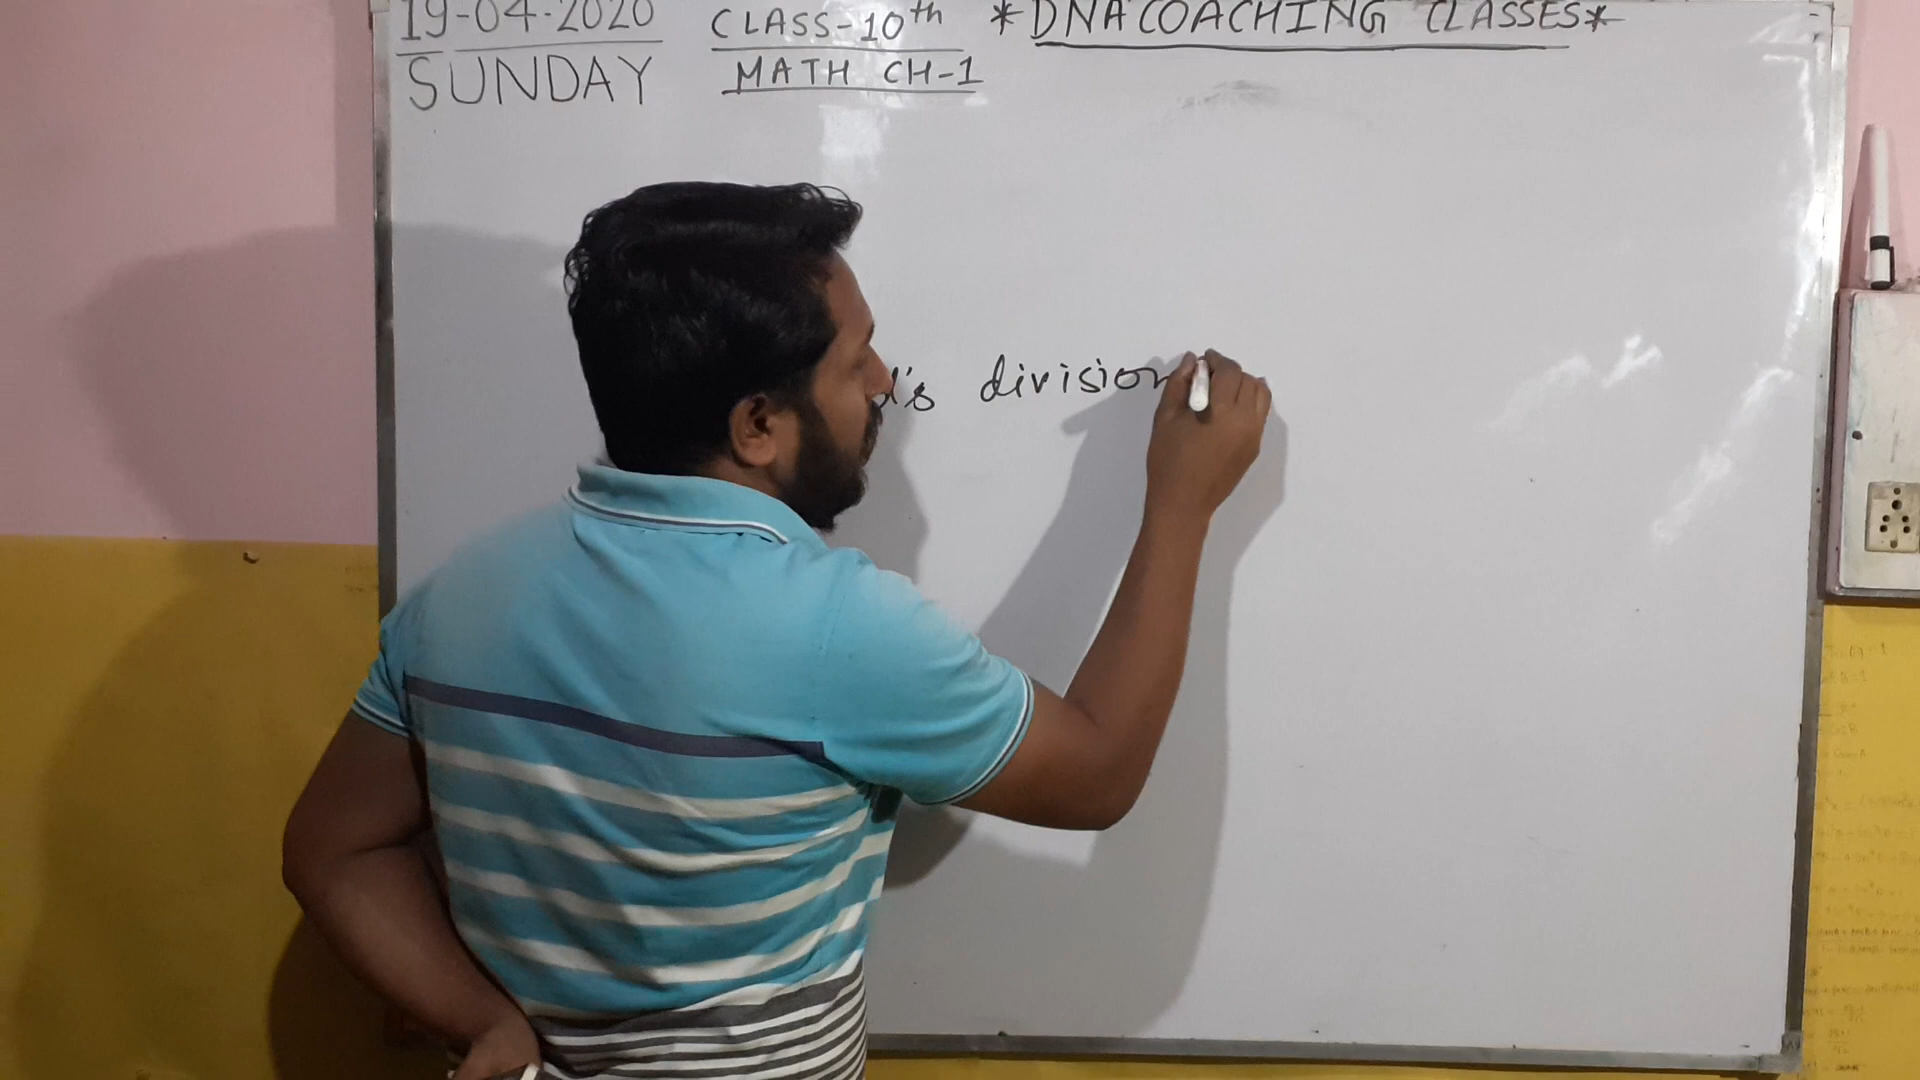 19-04-2020 CLASS-10th *DNA COACHING CLASSES*
SUNDAY MATH CH-1
d's division